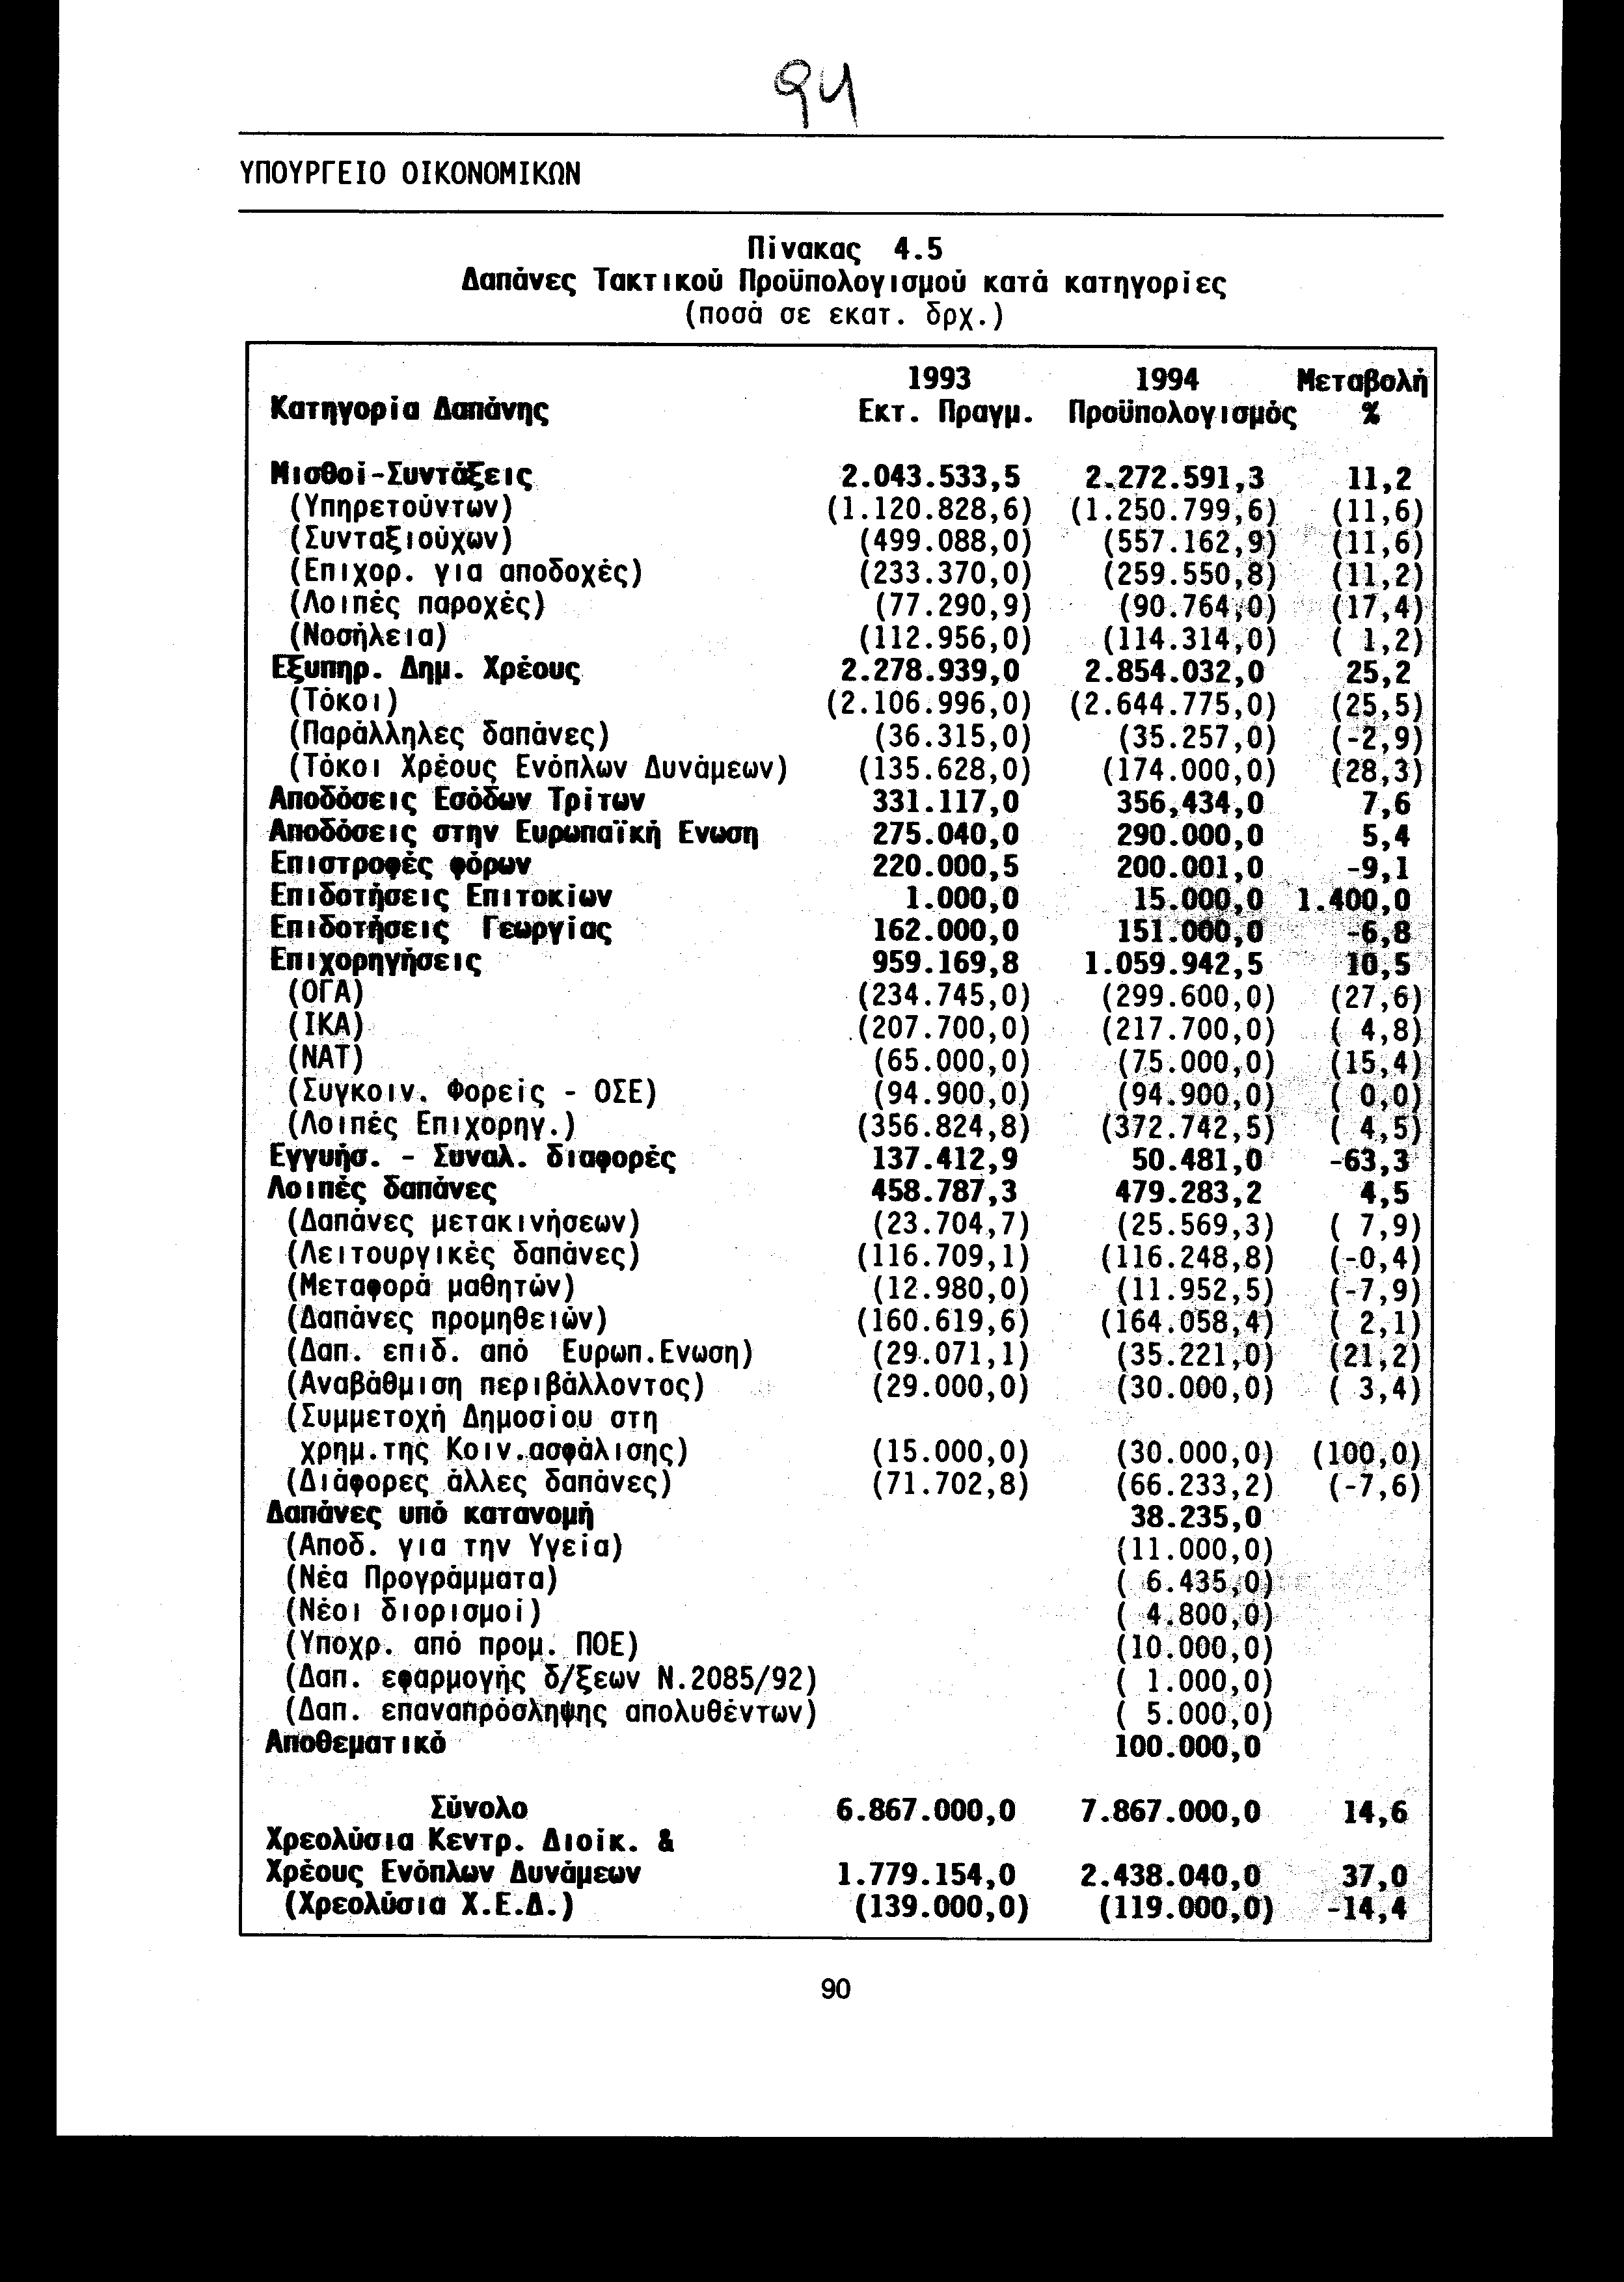 94
ΥΠΟΥΡΓΕΙΟ ΟΙΚΟΝΟΜΙΚΩΝ
Πίνακας 4.5
Δαπάνες Τακτικού Προϋπολογισμού κατά κατηγορίες
(ποσά σε εκατ. δρχ.)
1993 1994 Μεταβολή
Κατηγορία Δαπάνης Εκτ. Πραγμ. Προϋπολογισμός %
Μισθοί-Συντάξεις 2.043.533,5 2.272.591,3 11,2
(Υπηρετούντων) (1.120.828,6) (1.250.799,6) (11,6)
(Συνταξιούχων) (499.088,0) (557.162,9) (11,6)
(Επιχορ. για αποδοχές) (233.370,0) (259.550,8) (11,2)
(Λοιπές παροχές) (77.290,9) (90.764,0) (17,4)
(Νοσήλεια) (112.956,0) (114.314,0) ( 1,2)
Εξυπηρ. Δημ. Χρέους 2.278.939,0 2.854.032,0 25,2
(Τόκοι) (2.106.996,0) (2.644.775,0) (25,5)
(Παράλληλες δαπάνες) (36.315,0) (35.257,0) (-2,9)
(Τόκοι Χρέους Ενόπλων Δυνάμεων) (135.628,0) (174.000,0) (28,3)
Αποδόσεις Εσόδων Τρίτων 331.117,0 356,434,0 7,6
Αποδόσεις στην Ευρωπαϊκή Ενωση 275.040,0 290.000,0 5,4
Επιστροφές φόρων 220.000,5 200.001,0 -9,1
Επιδοτήσεις Επιτοκίων 1.000,0 15.000,0 1.400,0
Επιδοτήσεις Γεωργίας 162.000,0 151.000,0 -6,8
Επιχορηγήσεις 959.169,8 1.059.942,5 10,5
(ΟΓΑ) (234.745,0) (299.600,0) (27,6)
(ΙΚΑ) (207.700,0) (217.700,0) ( 4,8)
(ΝΑΤ) (65.000,0) (75.000,0) (15,4)
(Συγκοιν. Φορείς - ΟΣΕ) (94.900,0) (94.900,0) ( 0,0)
(Λοιπές Επιχορηγ.) (356.824,8) (372.742,5) ( 4,5)
Εγγυήσ. - Συναλ. διαφορές 137.412,9 50.481,0 -63,3
Λοιπές δαπάνες 458.787,3 479.283,2 4,5
(Δαπάνες μετακινήσεων) (23.704,7) (25.569,3) ( 7,9)
(Λειτουργικές δαπάνες) (116.709,1) (116.248,8) (-0,4)
(Μεταφορά μαθητών) (12.980,0) (11.952,5) (-7,9)
(Δαπάνες προμηθειών) (160.619,6) (164.058,4) ( 2,1)
(Δαπ. επιδ. από Ευρωπ.Ενωση) (29.071,1) (35.221,0) (21,2)
(Αναβάθμιση περιβάλλοντος) (29.000,0) (30.000,0) ( 3,4)
(Συμμετοχή Δημοσίου στη
χρημ.της Κοιν.ασφάλισης) (15.000,0) (30.000,0) (100,0)
(Διάφορες άλλες δαπάνες) (71.702,8) (66.233,2) (-7,6)
Δαπάνες υπό κατανομή 38.235,0
(Αποδ. για την Υγεία) (11.000,0)
(Νέα Προγράμματα) ( 6.435,0)
(Νέοι διορισμοί) ( 4.800,0)
(Υποχρ. από προμ. ΠΟΕ) (10.000,0)
(Δαπ. εφαρμογής δ/ξεων Ν.2085/92) ( 1.000,0)
(Δαπ. επαναπρόσληψης απολυθέντων) ( 5.000,0)
Αποθεματικό 100.000,0
Σύνολο 6.867.000,0 7.867.000,0 14,6
Χρεολύσια Κεντρ. Διοίκ. &
Χρέους Ενόπλων Δυνάμεων 1.779.154,0 2.438.040,0 37,0
(Χρεολύσια Χ.Ε.Δ.) (139.000,0) (119.000,0) -14,4
90